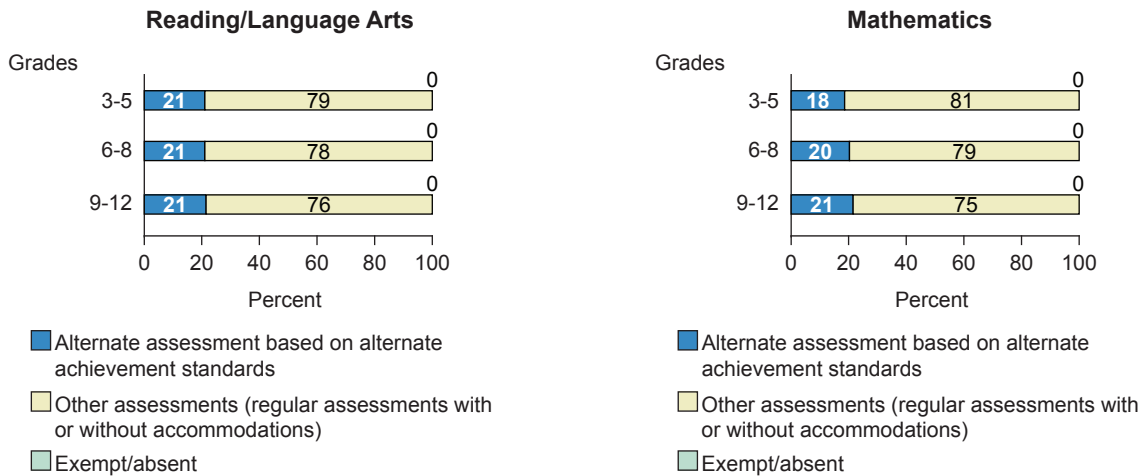 Reading/Language Arts
Grades
0
3-5 21 79
0
6-8 21 78
0
9-12 21 76
0 20 40 60 80 100
Percent
Alternate assessment based on alternate
achievement standards
Other assessments (regular assessments with
or without accommodations)
Exempt/absent
Mathematics
Grades
0
3-5 18 81
0
6-8 20 79
0
9-12 21 75
0 20 40 60 80 100
Percent
Alternate assessment based on alternate
achievement standards
Other assessments (regular assessments with
or without accommodations)
Exempt/absent